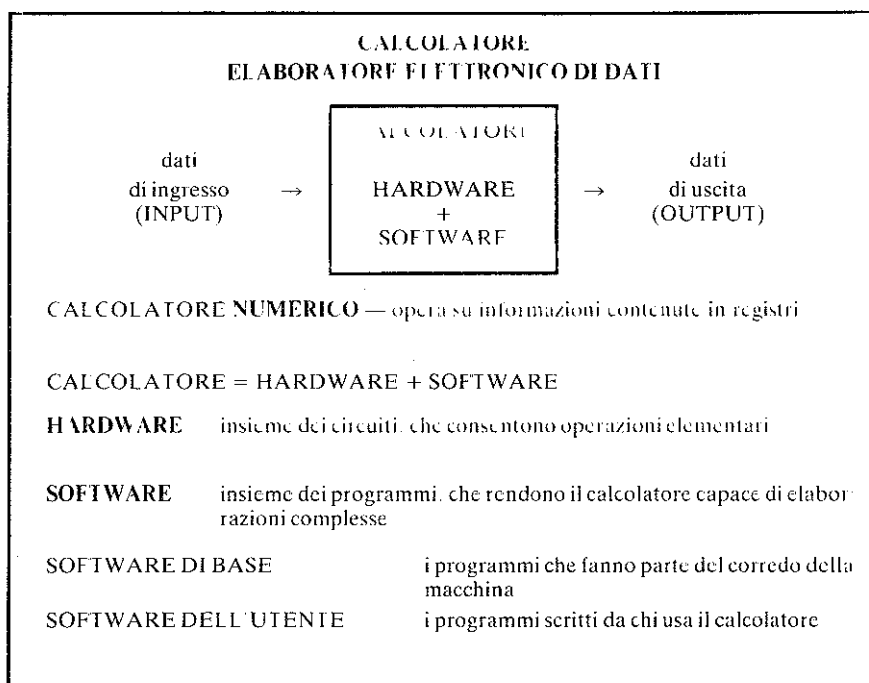 CALCOLATORE
ELABORATORE ELETTRONICO DI DATI
CALCOLATORE
dati
di ingresso
(INPUT)
→
HARDWARE
+
SOFTWARE
→
dati
di uscita
(OUTPUT)
CALCOLATORE NUMERICO — opera su informazioni contenute in registri
CALCOLATORE = HARDWARE + SOFTWARE
HARDWARE insieme dei circuiti, che consentono operazioni elementari
SOFTWARE insieme dei programmi, che rendono il calcolatore capace di elabo-
razioni complesse
SOFTWARE DI BASE i programmi che fanno parte del corredo della
macchina
SOFTWARE DELL'UTENTE i programmi scritti da chi usa il calcolatore